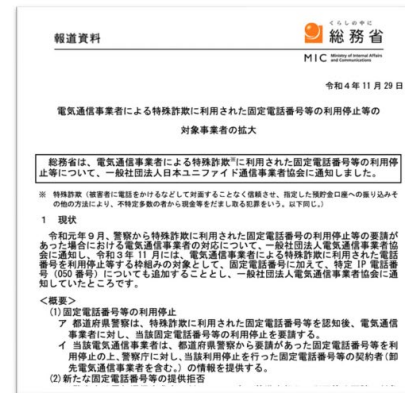 報道資料
くらしの中に
総務省
MIC Ministry of Internal Affairs and Communications
令和4年11月29日
電気通信事業者による特殊詐欺に利用された固定電話番号等の利用停止等の
対象事業者の拡大
総務省は、電気通信事業者による特殊詐欺※に利用された固定電話番号等の利用停
止等について、一般社団法人日本ユニファイド通信事業者協会に通知しました。
※ 特殊詐欺（被害者に電話をかけるなどして対面することなく信頼させ、指定した預貯金口座への振り込みそ
の他の方法により、不特定多数の者から現金等をだまし取る犯罪をいう。以下同じ。）
1 現状
令和元年9月、警察から特殊詐欺に利用された固定電話番号の利用停止等の要請が
あった場合における電気通信事業者の対応について、一般社団法人電気通信事業者協
会に通知し、令和3年11月には、電気通信事業者による特殊詐欺に利用された電話
番号を利用停止等する枠組みの対象として、固定電話番号に加えて、特定IP電話番
号（050番号）についても追加することとし、一般社団法人電気通信事業者協会に通
知していたところです。
＜概要＞
(1)固定電話番号等の利用停止
ア 都道府県警察は、特殊詐欺に利用された固定電話番号等を認知後、電気通信
事業者に対し、当該固定電話番号等の利用停止を要請する。
イ 当該電気通信事業者は、都道府県警察から要請があった固定電話番号等を利
用停止の上、警察庁に対し、当該利用停止を行った固定電話番号等の契約者（卸
先電気通信事業者を含む。）の情報を提供する。
(2)新たな固定電話番号等の提供拒否